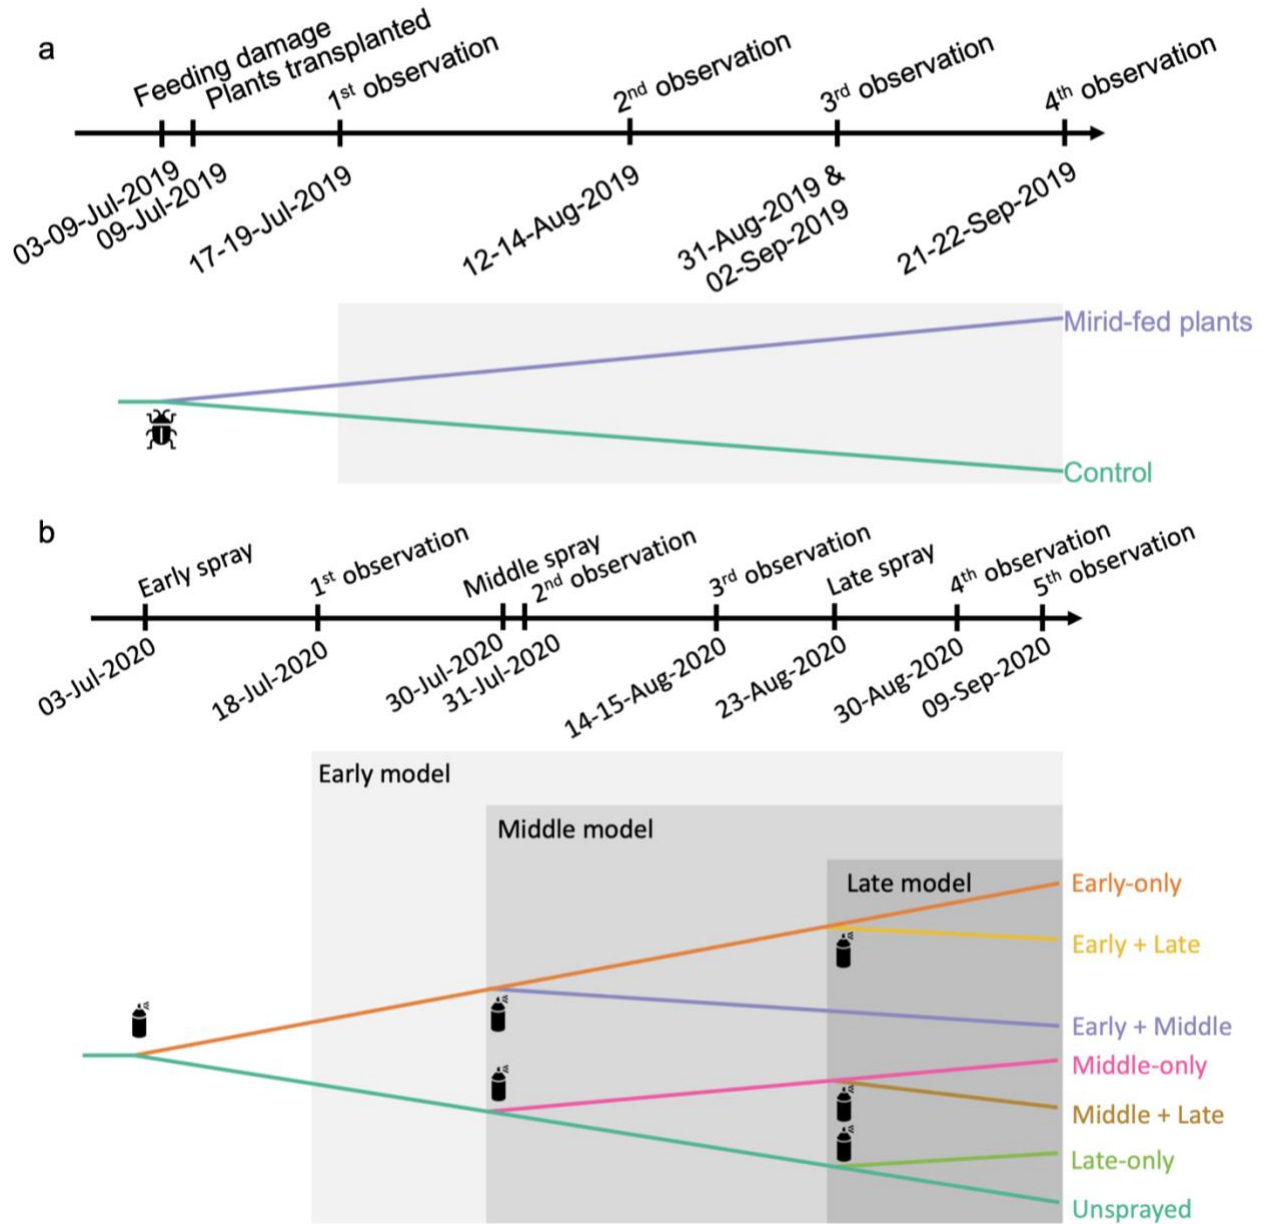 a
Feeding damage
Plants transplanted
1st observation
2nd observation
3rd observation
4th observation
03-09-Jul-2019
09-Jul-2019
17-19-Jul-2019
12-14-Aug-2019
31-Aug-2019 &
02-Sep-2019
21-22-Sep-2019
Mirid-fed plants
Control
b
Early spray
1st observation
Middle spray
2nd observation
3rd observation
Late spray
4th observation
5th observation
03-Jul-2020
18-Jul-2020
30-Jul-2020
31-Jul-2020
14-15-Aug-2020
23-Aug-2020
30-Aug-2020
09-Sep-2020
Early model
Middle model
Late model
Early-only
Early + Late
Early + Middle
Middle-only
Middle + Late
Late-only
Unsprayed